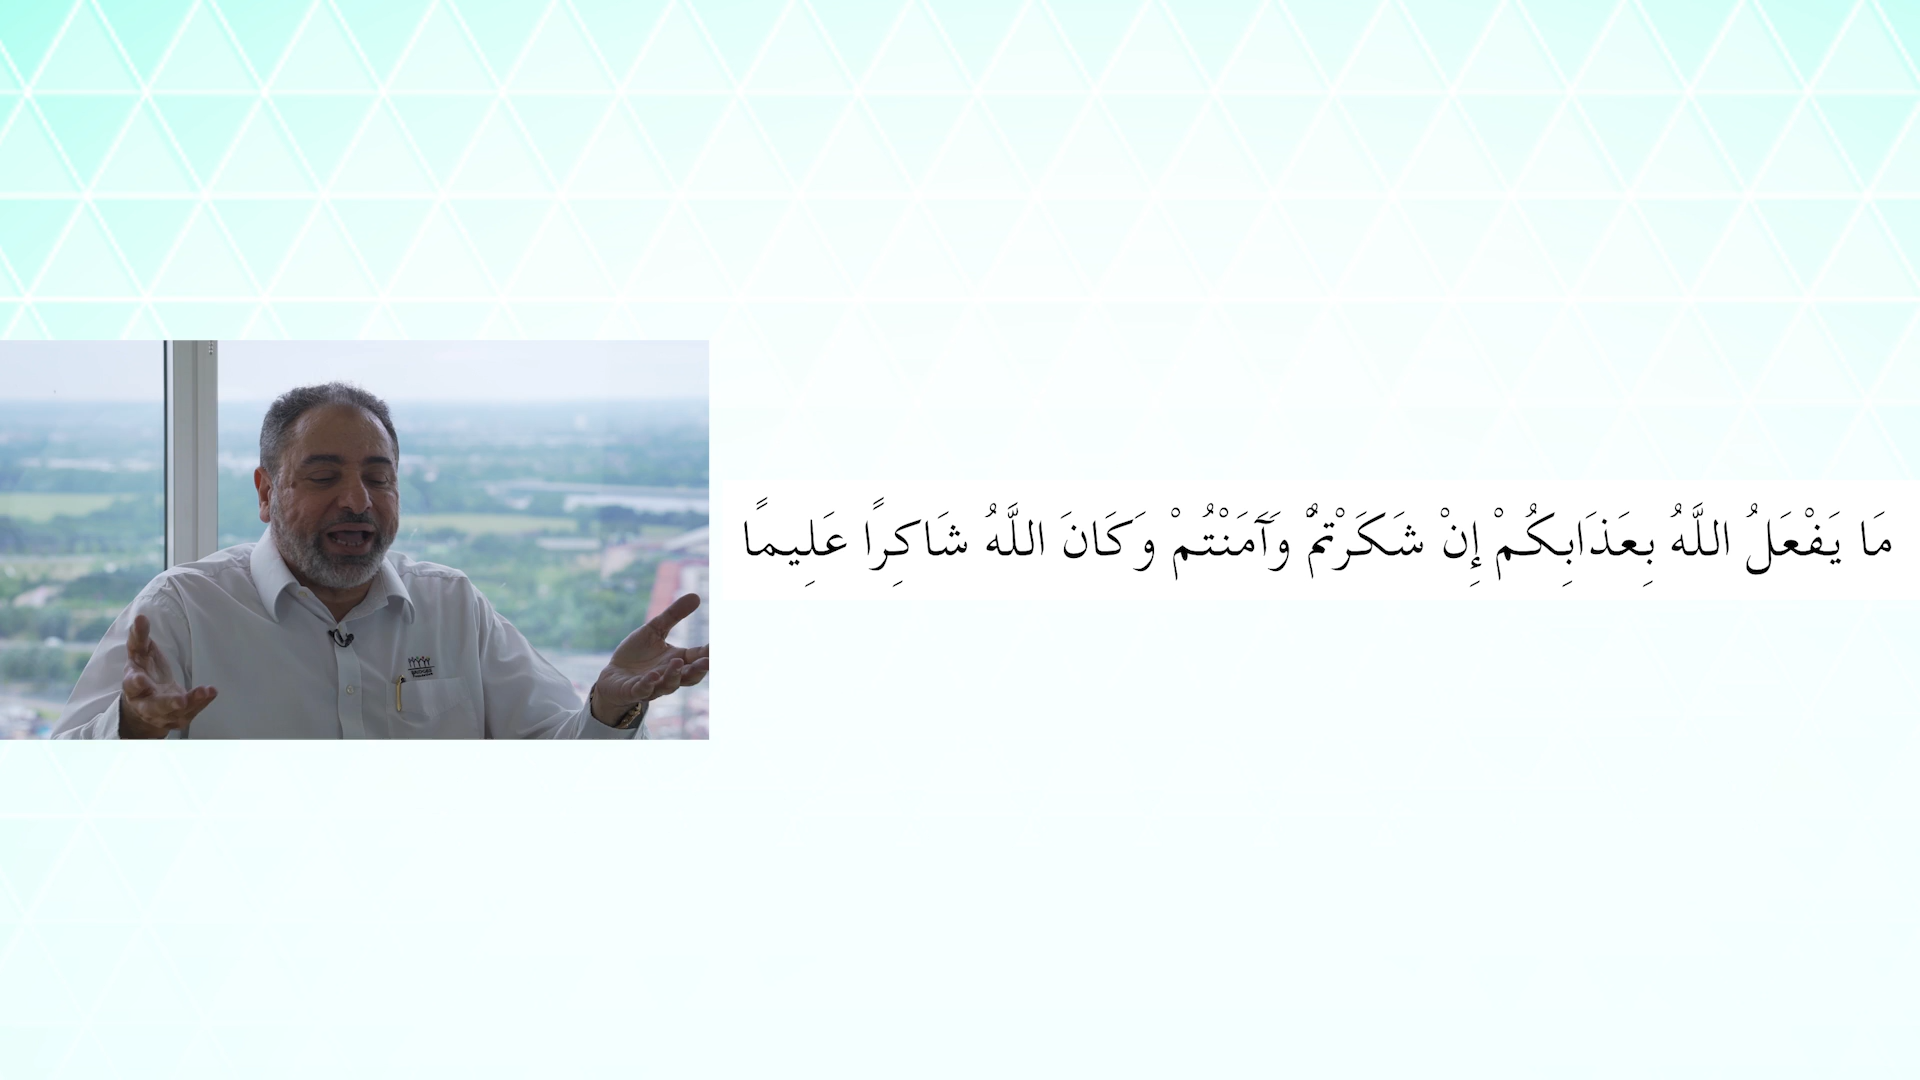 مَا يَفْعَلُ اللَّهُ بِعَذَابِكُمْ إِنْ شَكَرْتُمْ وَآمَنْتُمْ وَكَانَ اللَّهُ شَاكِرًا عَلِيمًا